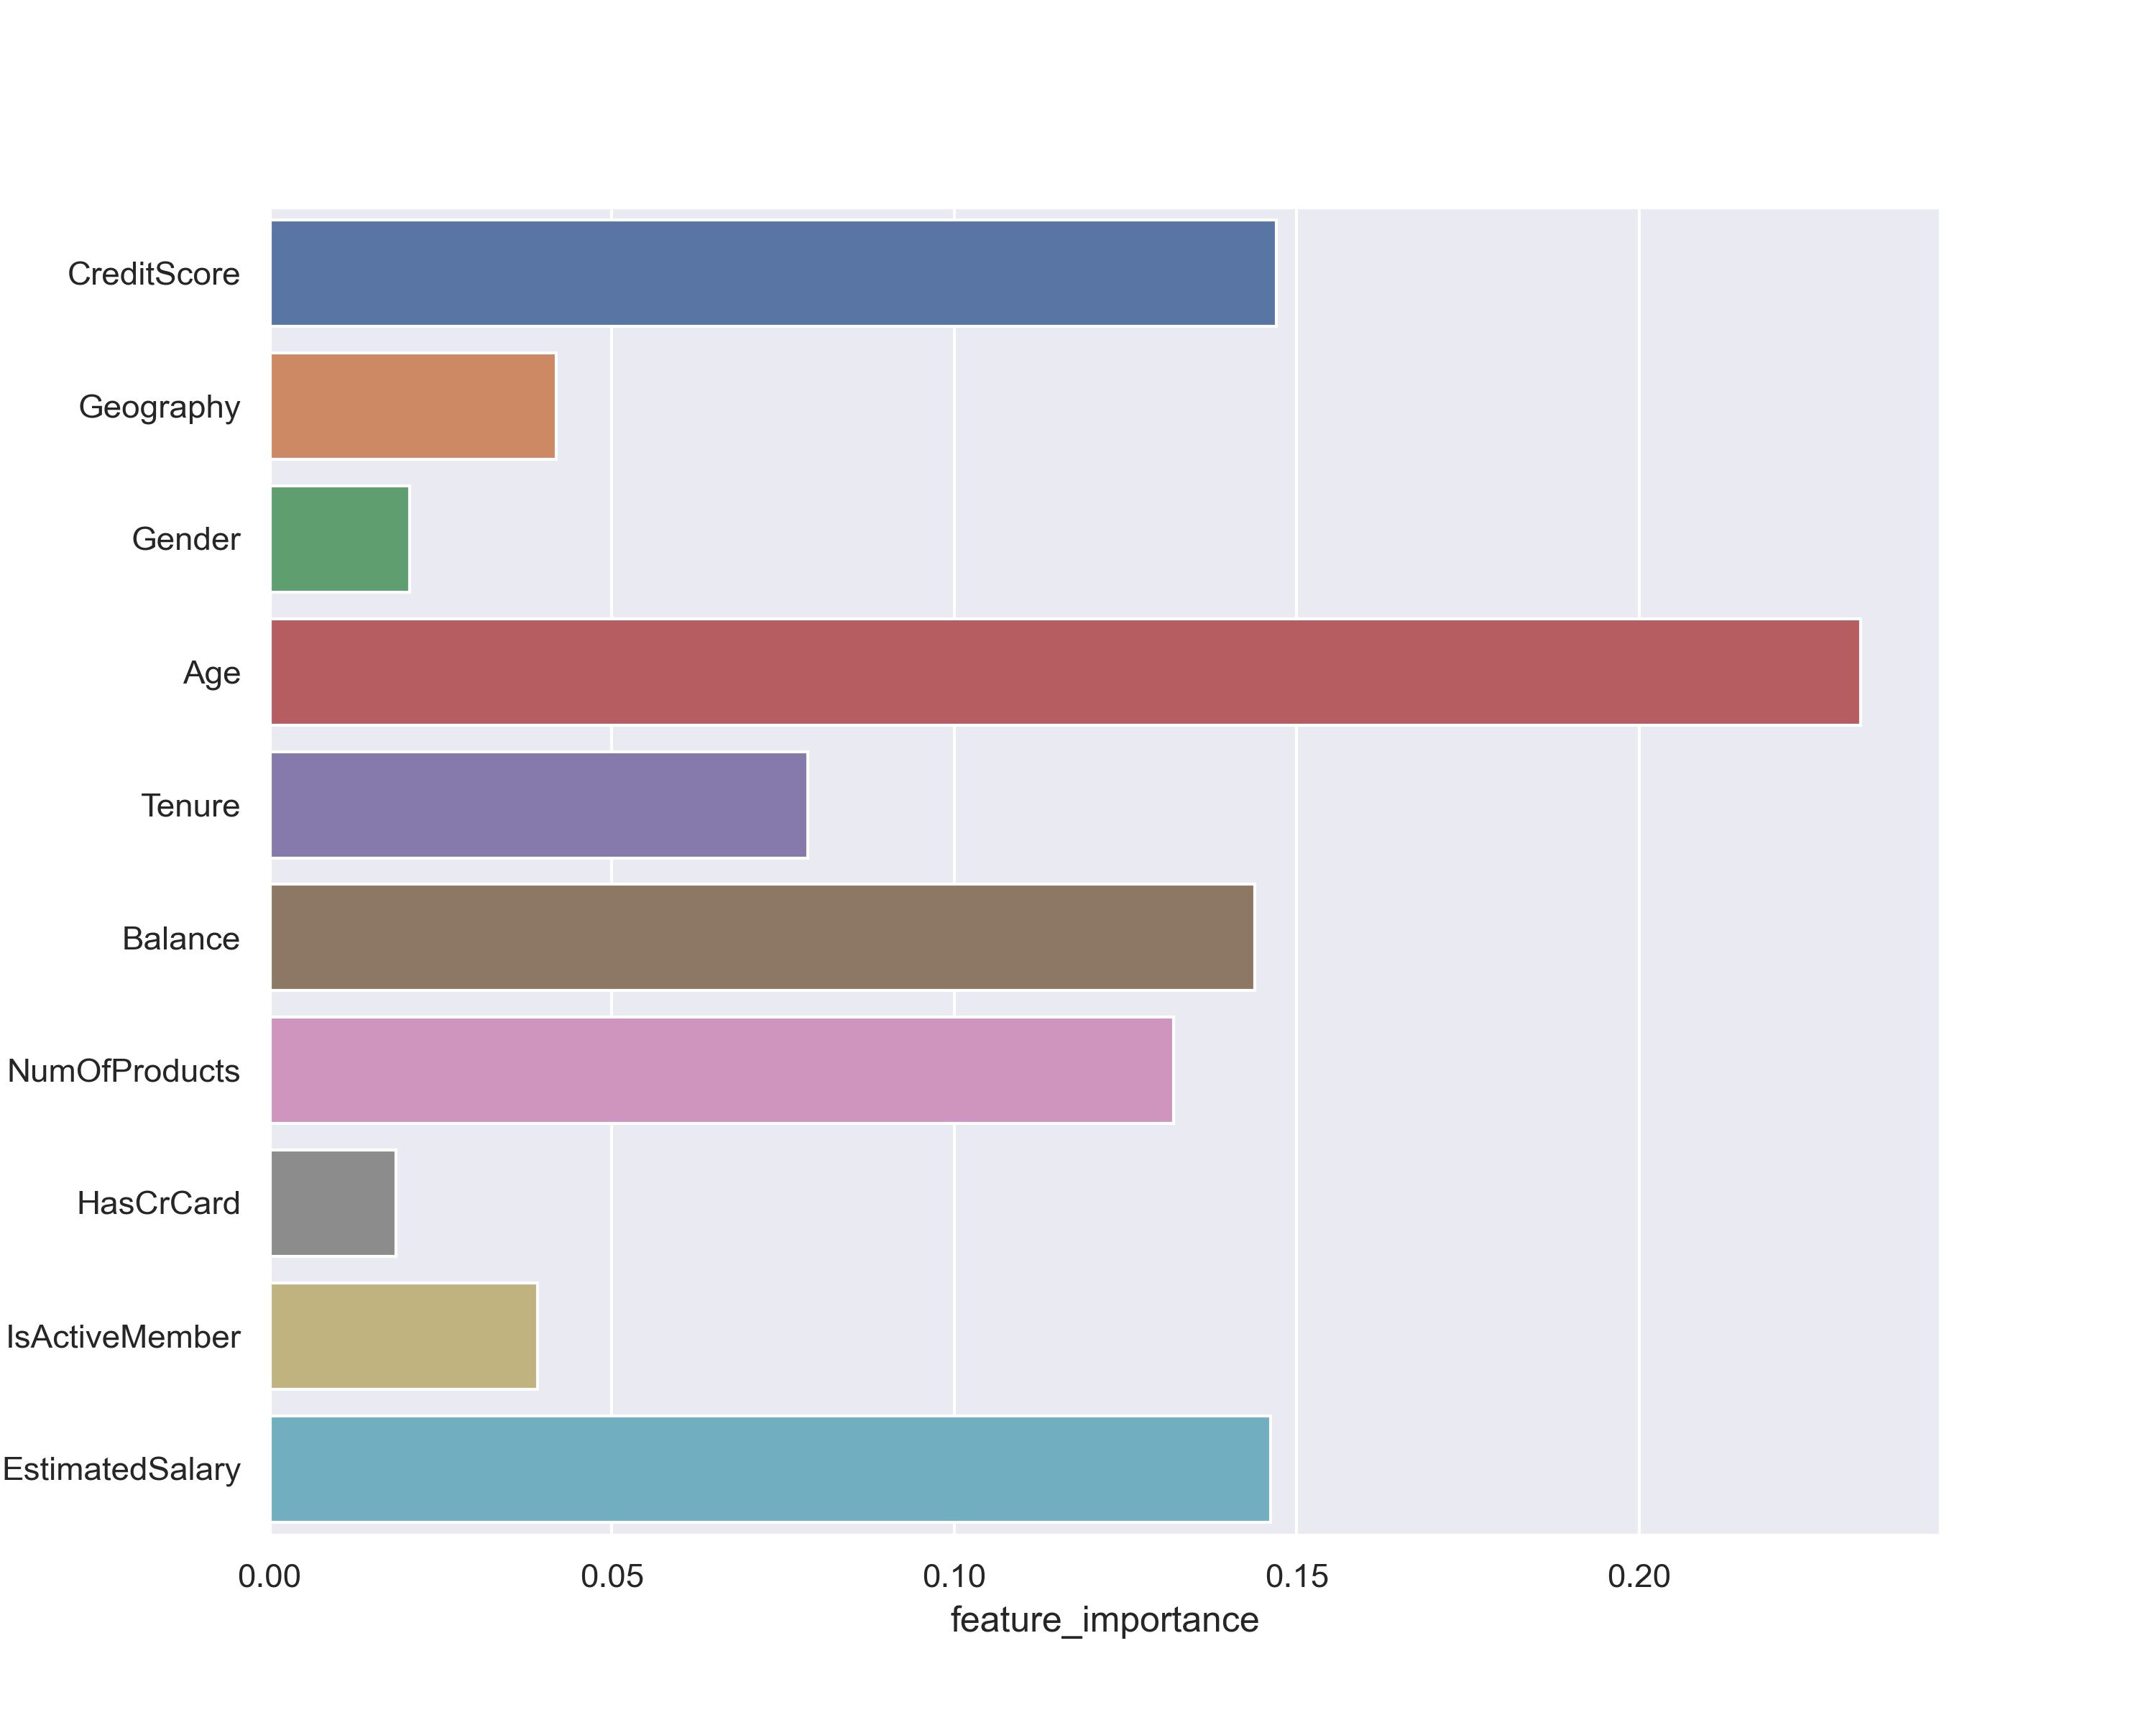 CreditScore
Geography
Gender
Age
Tenure
Balance
NumOfProducts
HasCrCard
IsActiveMember
EstimatedSalary
0.00 0.05 0.10 0.15 0.20
feature_importance